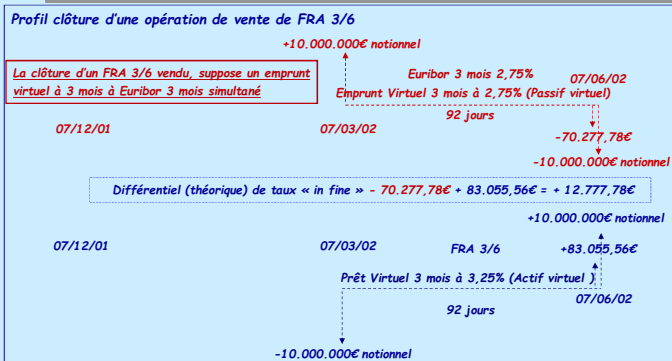 Profil clôture d'une opération de vente de FRA 3/6
+10.000.000€ notionnel
La clôture d'un FRA 3/6 vendu, suppose un emprunt
virtuel à 3 mois à Euribor 3 mois simultané
Euribor 3 mois 2,75%
07/06/02
Emprunt Virtuel 3 mois à 2,75% (Passif virtuel)
92 jours
07/12/01
07/03/02
-70.277,78€
-10.000.000€ notionnel
Différentiel (théorique) de taux « in fine » - 70.277,78€ + 83.055,56€ = + 12.777,78€
+10.000.000€ notionnel
07/12/01
07/03/02
FRA 3/6
+83.055,56€
Prêt Virtuel 3 mois à 3,25% (Actif virtuel )
07/06/02
92 jours
-10.000.000€ notionnel